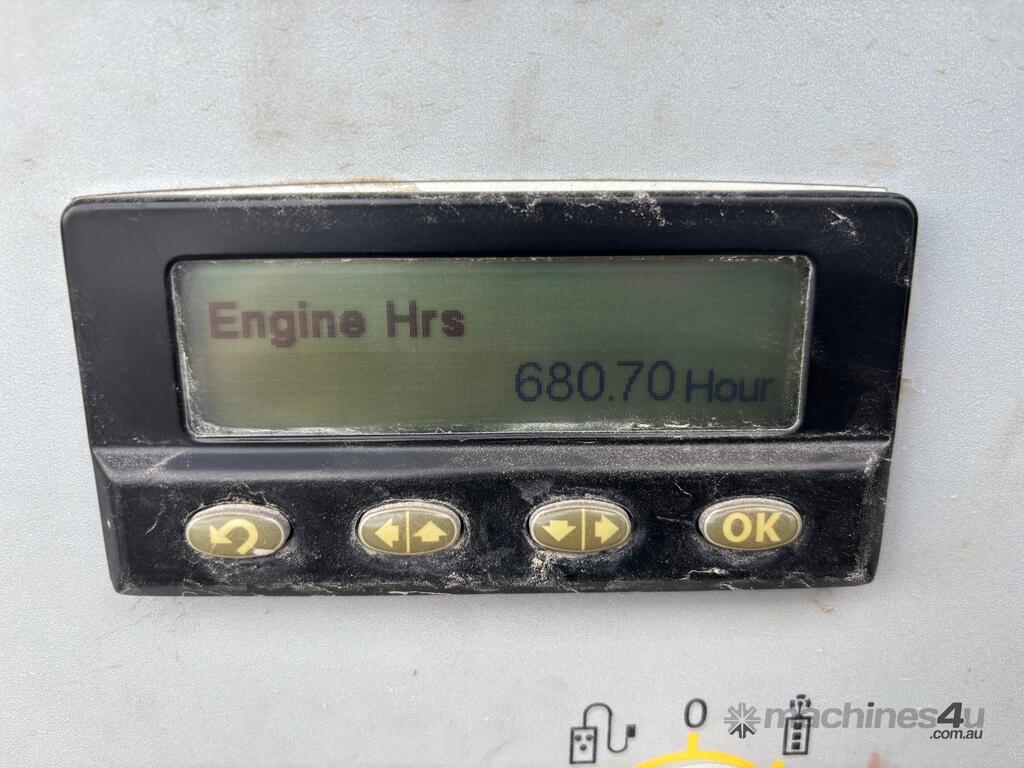 Engine Hrs
680.70 Hour
OK
0
machines4u
.com.au